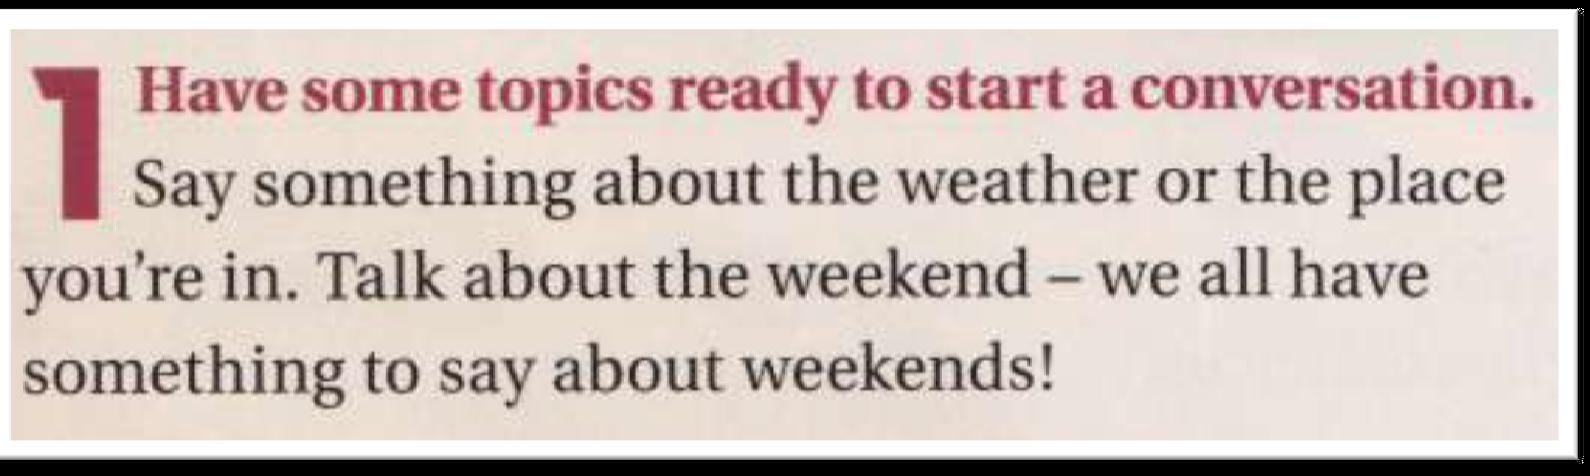 1 Have some topics ready to start a conversation.
Say something about the weather or the place
you're in. Talk about the weekend – we all have
something to say about weekends!